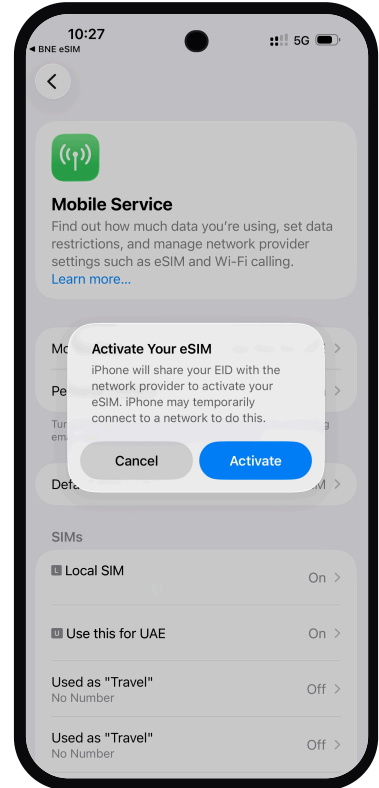 10:27
5G
◀ BNE eSIM
Mobile Service
Find out how much data you're using, set data
restrictions, and manage network provider
settings such as eSIM and Wi-Fi calling.
Learn more...
Activate Your eSIM
iPhone will share your EID with the
network provider to activate your
eSIM. iPhone may temporarily
connect to a network to do this.
Cancel
Activate
SIMs
L Local SIM
On
U Use this for UAE
On
Used as "Travel"
No Number
Off
Used as "Travel"
No Number
Off